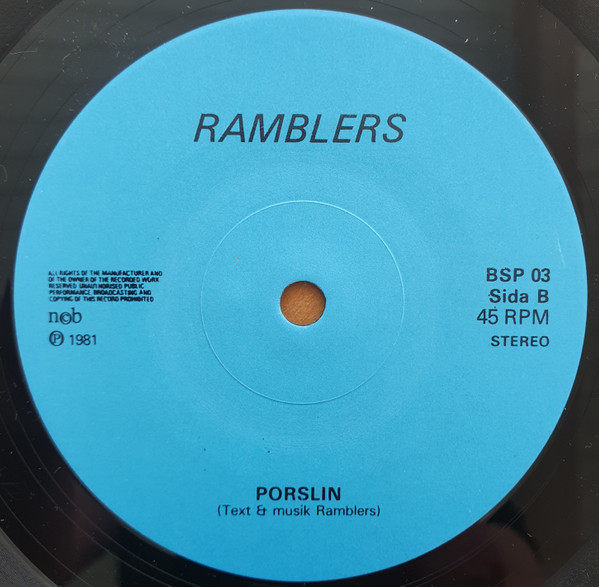 RAMBLERS
ALL RIGHTS OF THE MANUFACTURER AND
OF THE OWNER OF THE RECORDED WORK
RESERVED UNAUTHORISED PUBLIC
PERFORMANCE BROADCASTING AND
COPYING OF THIS RECORD PROHIBITED
n©b
Ⓟ 1981
BSP 03
Sida B
45 RPM
STEREO
PORSLIN
(Text & musik Ramblers)